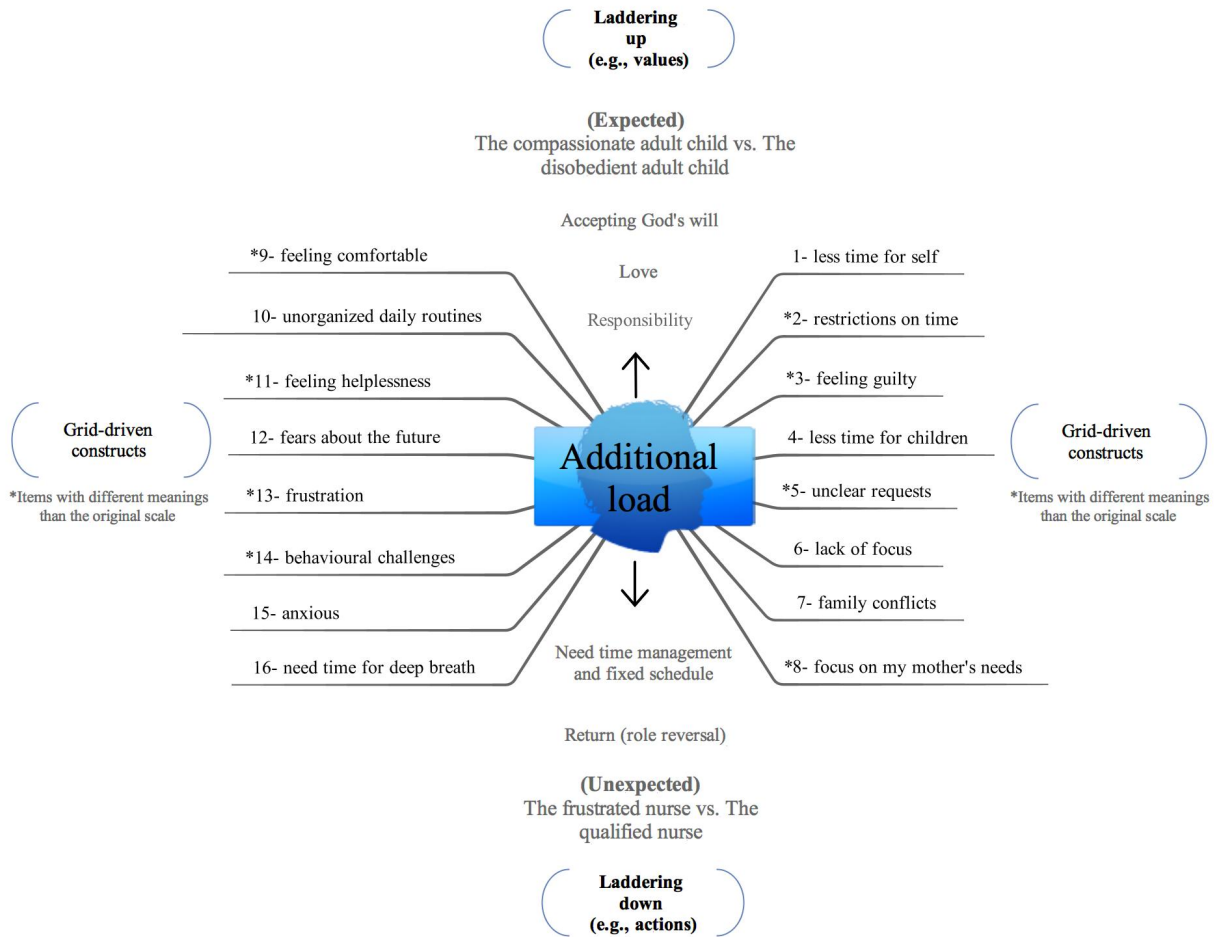 Laddering
up
(e.g., values)
(Expected)
The compassionate adult child vs. The
disobedient adult child
Accepting God's will
Love
Responsibility
*9- feeling comfortable
10- unorganized daily routines
*11- feeling helplessness
12- fears about the future
*13- frustration
*14- behavioural challenges
15- anxious
16- need time for deep breath
Grid-driven
constructs
*Items with different meanings
than the original scale
Additional
load
1- less time for self
*2- restrictions on time
*3- feeling guilty
4- less time for children
*5- unclear requests
6- lack of focus
7- family conflicts
*8- focus on my mother's needs
Grid-driven
constructs
*Items with different meanings
than the original scale
Need time management
and fixed schedule
Return (role reversal)
(Unexpected)
The frustrated nurse vs. The
qualified nurse
Laddering
down
(e.g., actions)